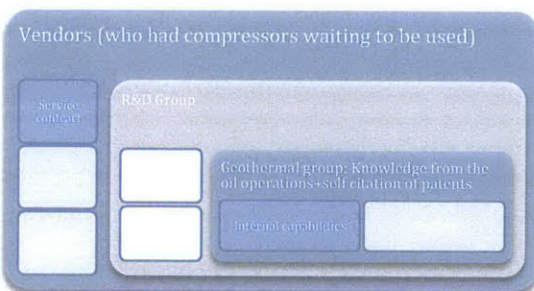 Vendors (who had compressors waiting to be used)
Service
contract
R&D Group
Geothermal group: Knowledge from the
oil operations+self citation of patents
Internal capabilities